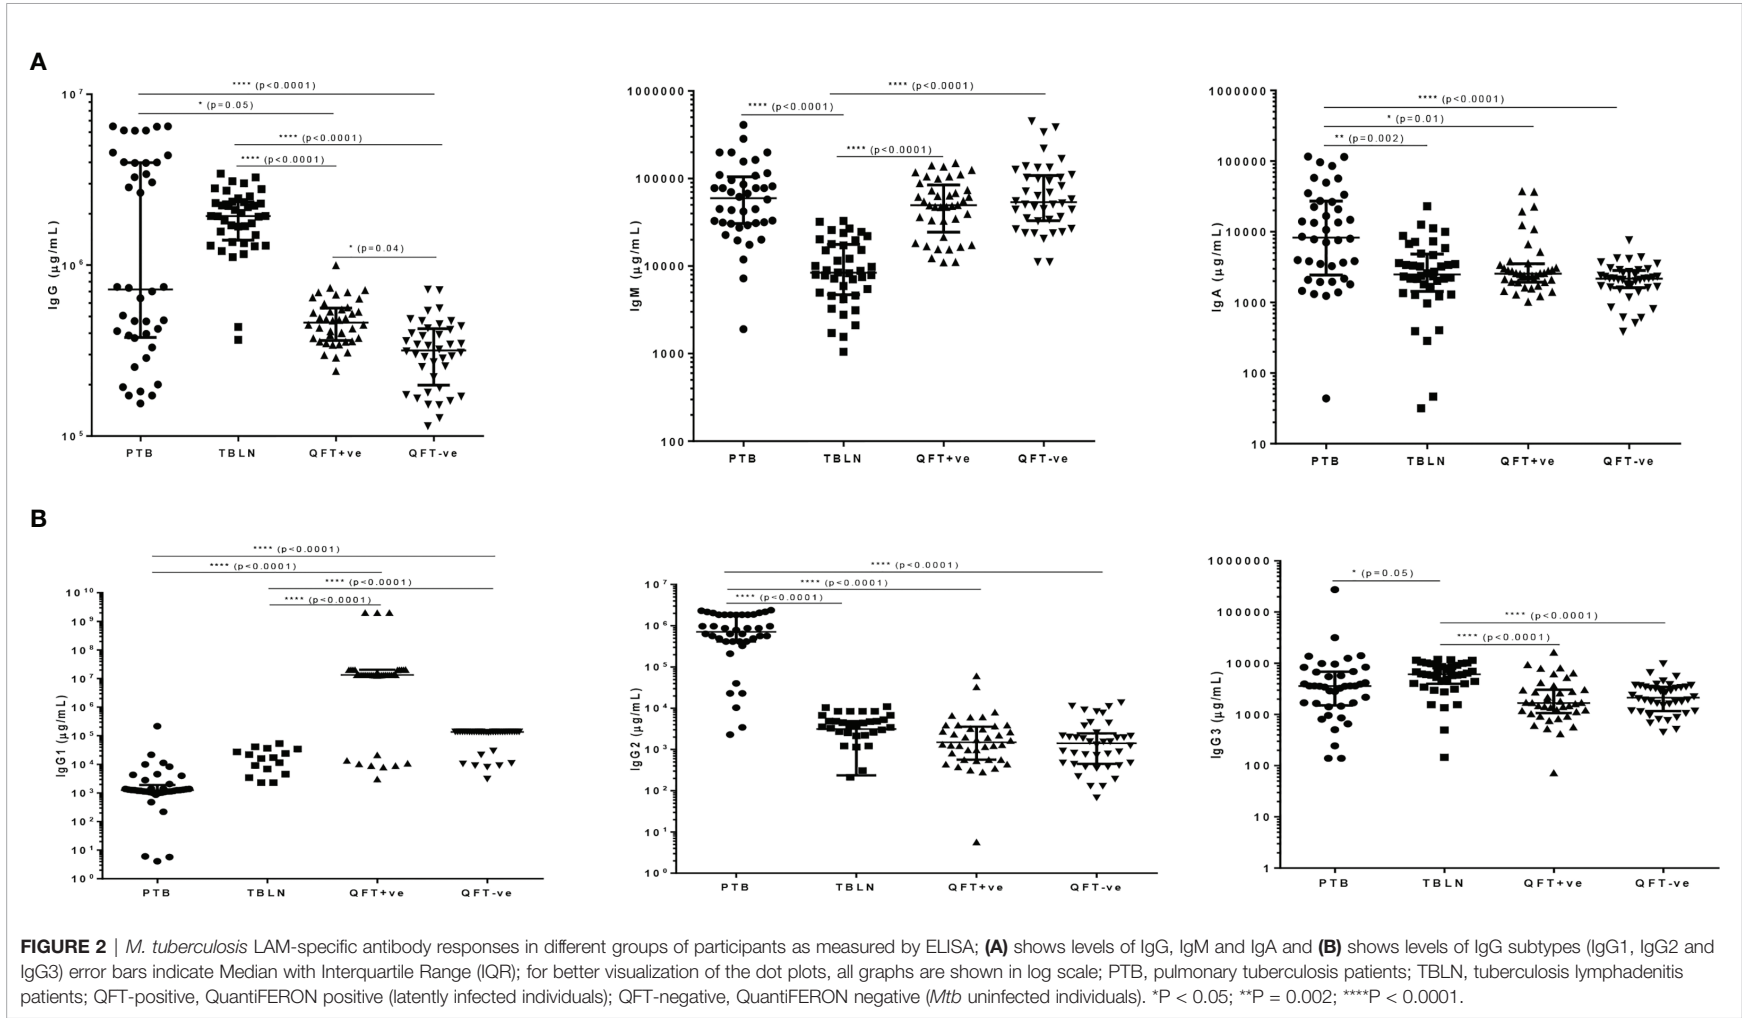 A
**** (p<0.0001)
* (p=0.05)
**** (p<0.0001)
**** (p<0.0001)
* (p=0.04)
IgG (µg/mL)
10⁷
10⁶
10⁵
PTB TBLN QFT+ve QFT-ve
**** (p<0.0001)
**** (p<0.0001)
**** (p<0.0001)
IgM (µg/mL)
1000000
100000
10000
1000
100
PTB TBLN QFT+ve QFT-ve
**** (p<0.0001)
* (p=0.01)
** (p=0.002)
IgA (µg/mL)
1000000
100000
10000
1000
100
10
PTB TBLN QFT+ve QFT-ve
B
**** (p<0.0001)
**** (p<0.0001)
**** (p<0.0001)
**** (p<0.0001)
IgG1 (µg/mL)
10¹⁰
10⁹
10⁸
10⁷
10⁶
10⁵
10⁴
10³
10²
10¹
10⁰
PTB TBLN QFT+ve QFT-ve
**** (p<0.0001)
**** (p<0.0001)
**** (p<0.0001)
IgG2 (µg/mL)
10⁷
10⁶
10⁵
10⁴
10³
10²
10¹
10⁰
PTB TBLN QFT+ve QFT-ve
* (p=0.05)
**** (p<0.0001)
**** (p<0.0001)
IgG3 (µg/mL)
1000000
100000
10000
1000
100
10
1
PTB TBLN QFT+ve QFT-ve
FIGURE 2 | M. tuberculosis LAM-specific antibody responses in different groups of participants as measured by ELISA; (A) shows levels of IgG, IgM and IgA and (B) shows levels of IgG subtypes (IgG1, IgG2 and
IgG3) error bars indicate Median with Interquartile Range (IQR); for better visualization of the dot plots, all graphs are shown in log scale; PTB, pulmonary tuberculosis patients; TBLN, tuberculosis lymphadenitis
patients; QFT-positive, QuantiFERON positive (latently infected individuals); QFT-negative, QuantiFERON negative (Mtb uninfected individuals). *P < 0.05; **P = 0.002; ****P < 0.0001.